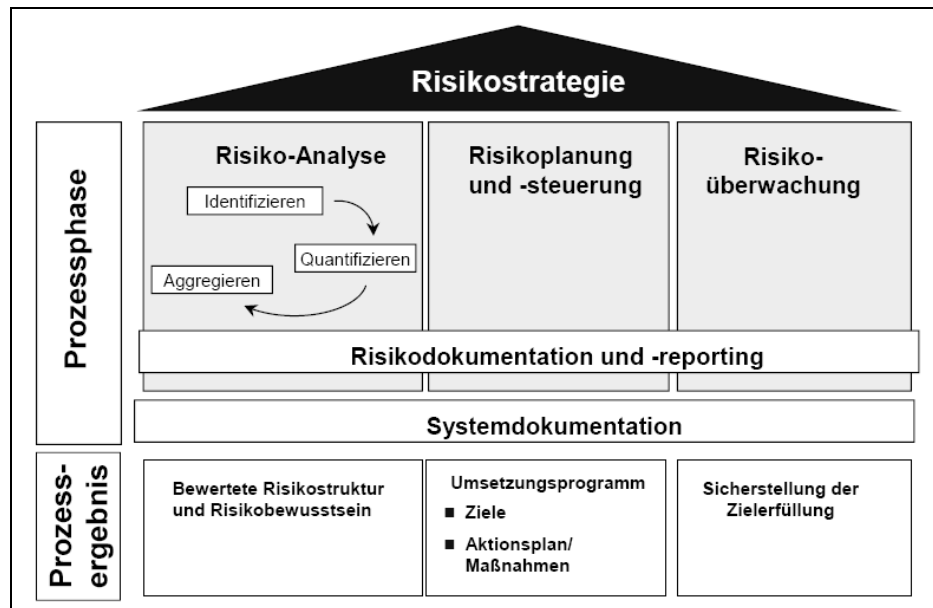 Risikostrategie
Prozessphase
Risiko-Analyse
Identifizieren
Quantifizieren
Aggregieren
Risikoplanung
und -steuerung
Risiko-
überwachung
Risikodokumentation und -reporting
Systemdokumentation
Prozess-
ergebnis
Bewertete Risikostruktur
und Risikobewusstsein
Umsetzungsprogramm
■ Ziele
■ Aktionsplan/
Maßnahmen
Sicherstellung der
Zielerfüllung